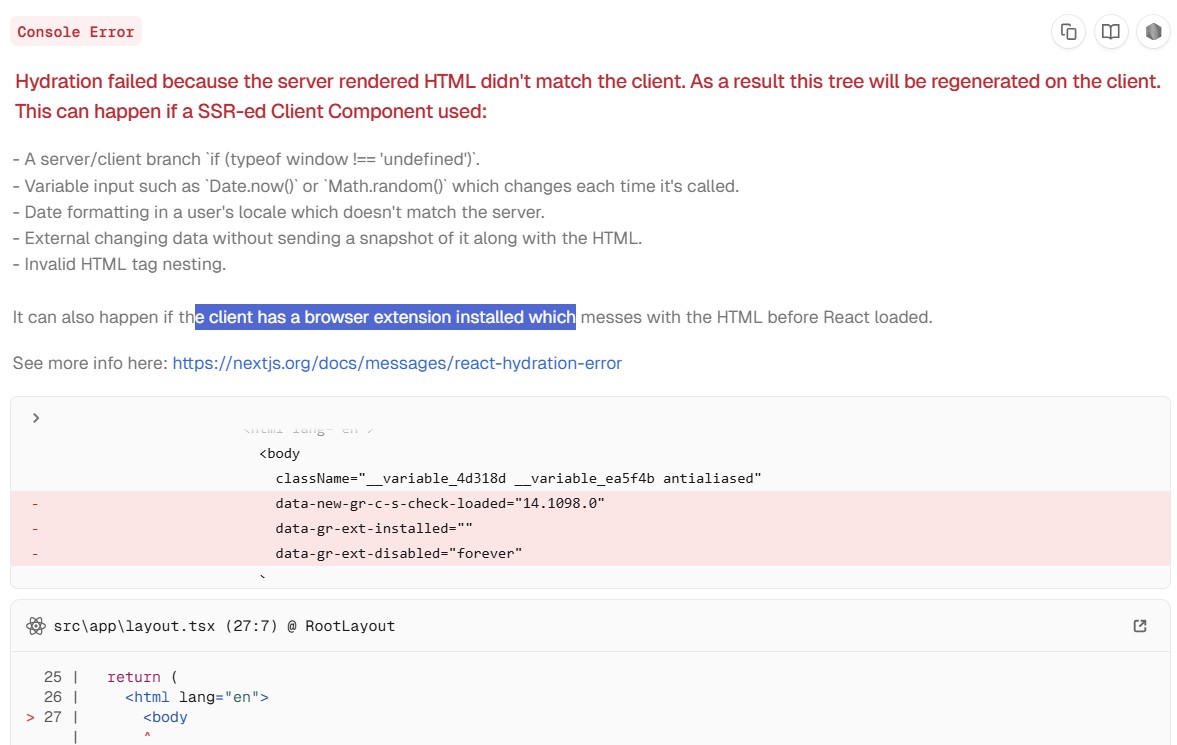 Console Error
Hydration failed because the server rendered HTML didn't match the client. As a result this tree will be regenerated on the client.
This can happen if a SSR-ed Client Component used:
- A server/client branch `if (typeof window !== 'undefined')`.
- Variable input such as `Date.now()` or `Math.random()` which changes each time it's called.
- Date formatting in a user's locale which doesn't match the server.
- External changing data without sending a snapshot of it along with the HTML.
- Invalid HTML tag nesting.
It can also happen if the client has a browser extension installed which messes with the HTML before React loaded.
See more info here: https://nextjs.org/docs/messages/react-hydration-error
<html lang="en">
<body
className="__variable_4d318d __variable_ea5f4b antialiased"
- data-new-gr-c-s-check-loaded="14.1098.0"
- data-gr-ext-installed=""
- data-gr-ext-disabled="forever"
src\app\layout.tsx (27:7) @ RootLayout
25 | return (
26 | <html lang="en">
> 27 | <body
| ^